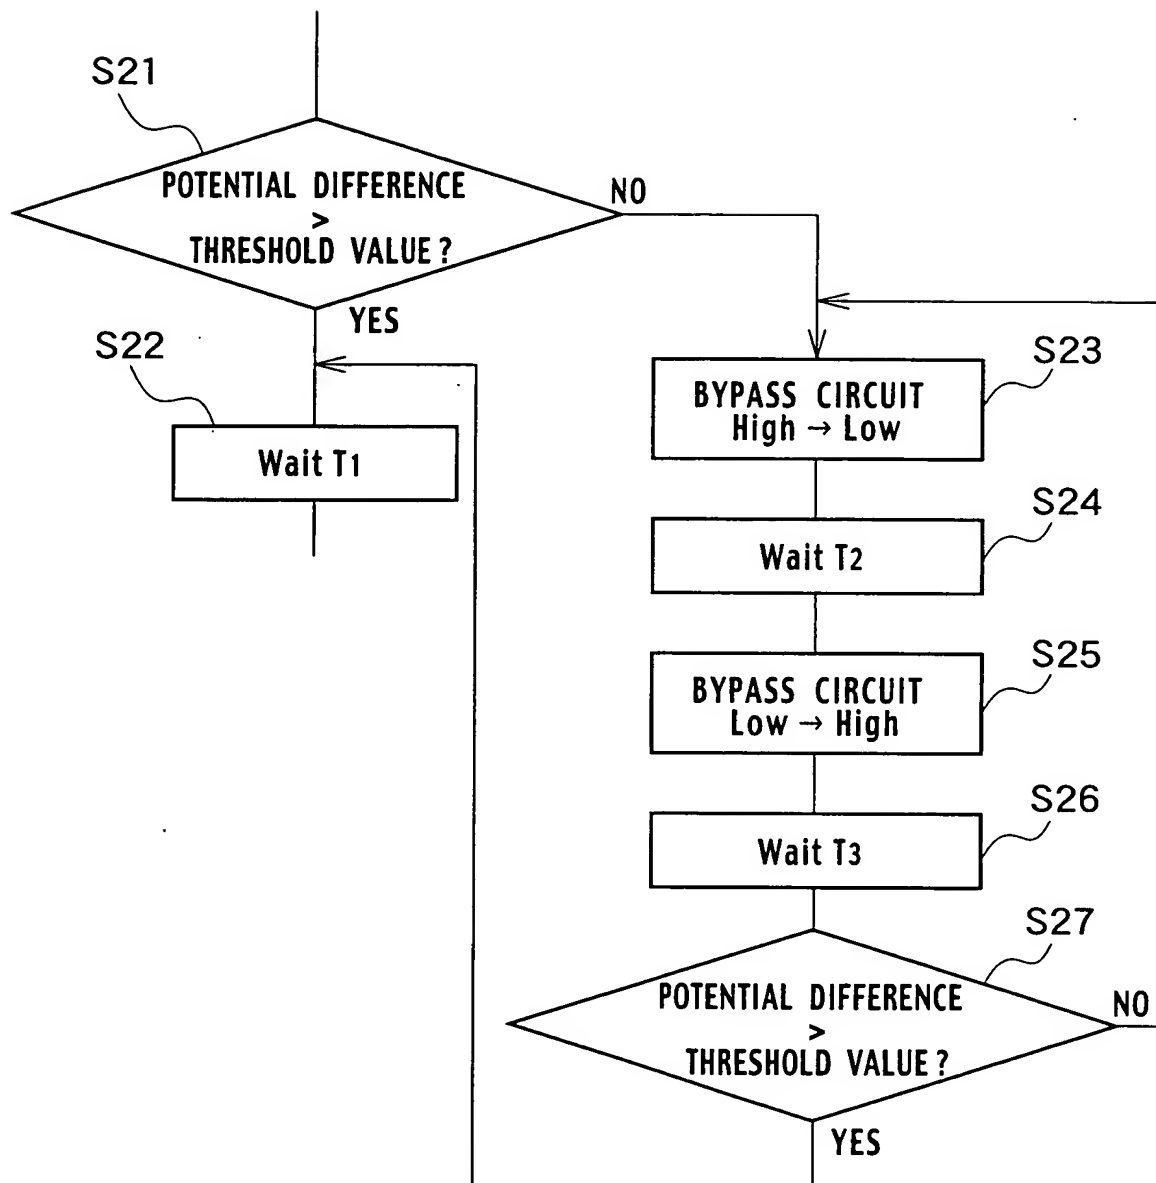 S21
POTENTIAL DIFFERENCE
>
THRESHOLD VALUE?
NO
YES
S22
Wait T1
S23
BYPASS CIRCUIT
High → Low
S24
Wait T2
S25
BYPASS CIRCUIT
Low → High
S26
Wait T3
S27
POTENTIAL DIFFERENCE
>
THRESHOLD VALUE?
NO
YES